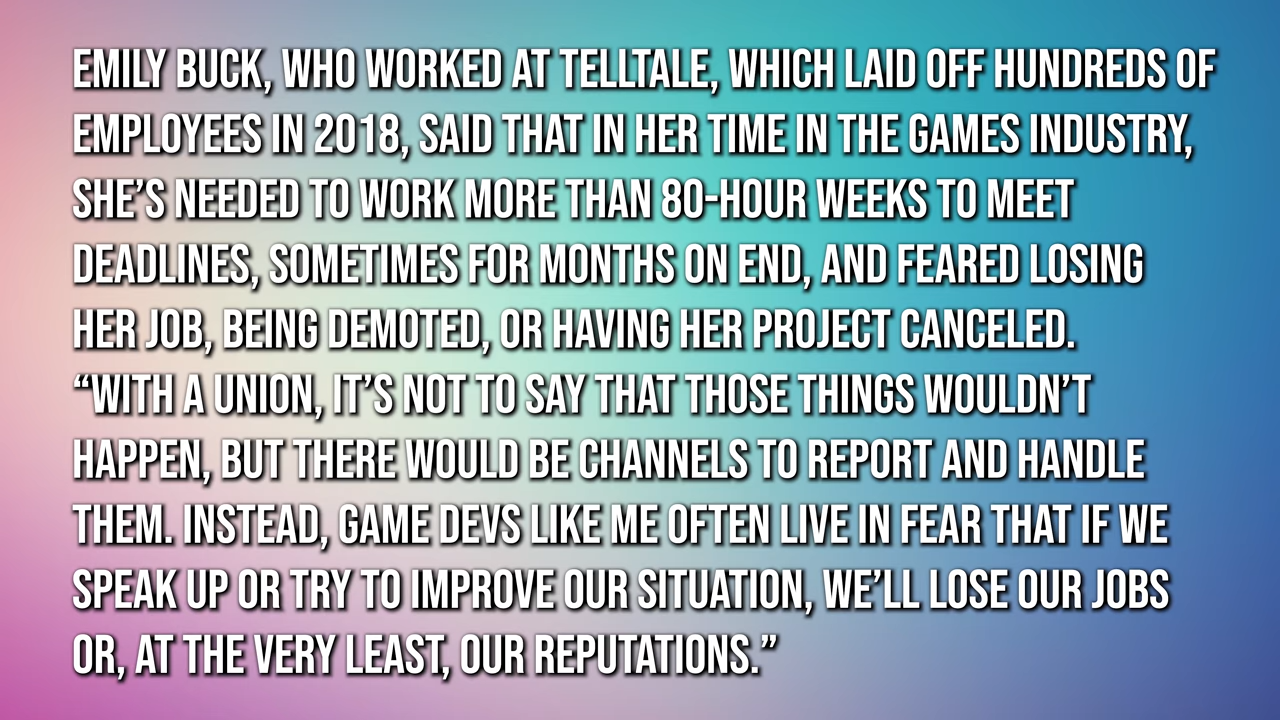 EMILY BUCK, WHO WORKED AT TELLTALE, WHICH LAID OFF HUNDREDS OF
EMPLOYEES IN 2018, SAID THAT IN HER TIME IN THE GAMES INDUSTRY,
SHE’S NEEDED TO WORK MORE THAN 80-HOUR WEEKS TO MEET
DEADLINES, SOMETIMES FOR MONTHS ON END, AND FEARED LOSING
HER JOB, BEING DEMOTED, OR HAVING HER PROJECT CANCELED.
“WITH A UNION, IT’S NOT TO SAY THAT THOSE THINGS WOULDN’T
HAPPEN, BUT THERE WOULD BE CHANNELS TO REPORT AND HANDLE
THEM. INSTEAD, GAME DEVS LIKE ME OFTEN LIVE IN FEAR THAT IF WE
SPEAK UP OR TRY TO IMPROVE OUR SITUATION, WE’LL LOSE OUR JOBS
OR, AT THE VERY LEAST, OUR REPUTATIONS.”